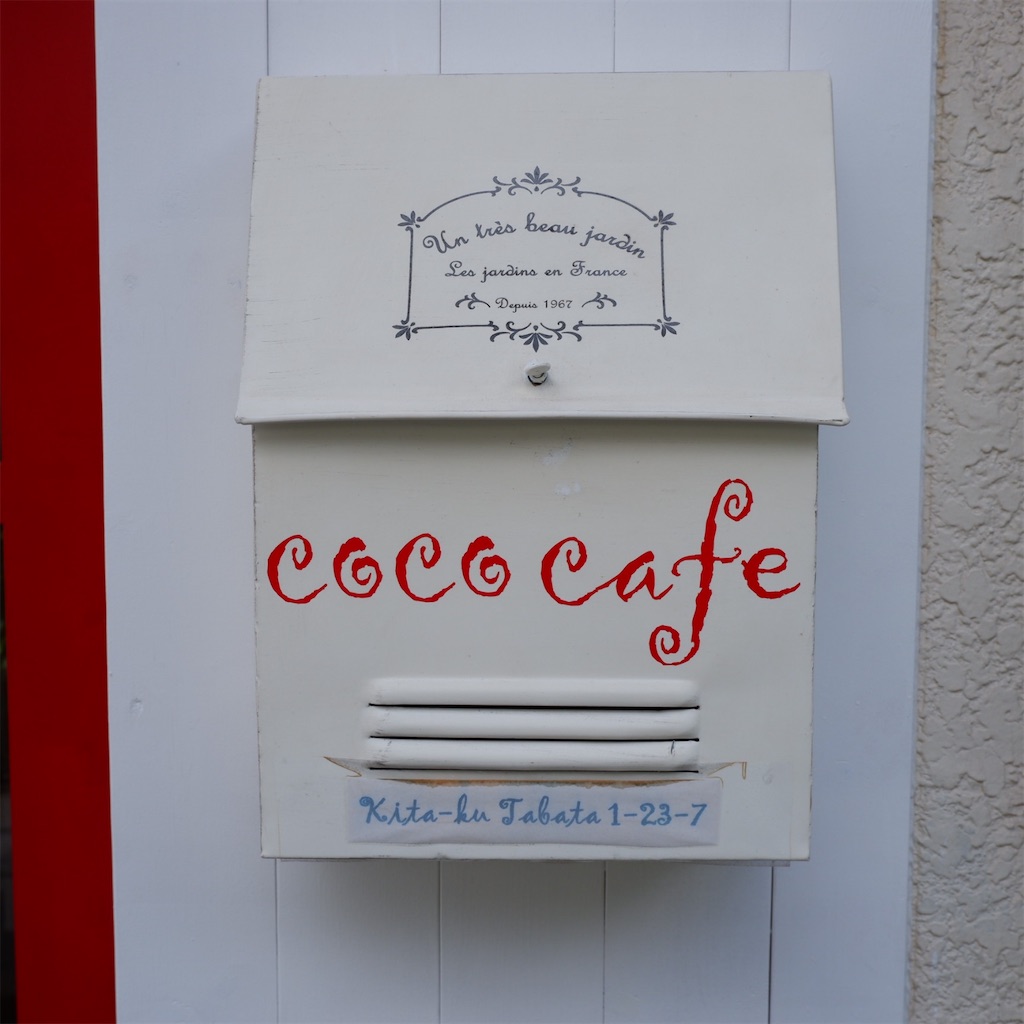 Un très beau jardin
Les jardins en France
Depuis 1967
coco cafe
Kita-ku Tabata 1-23-7